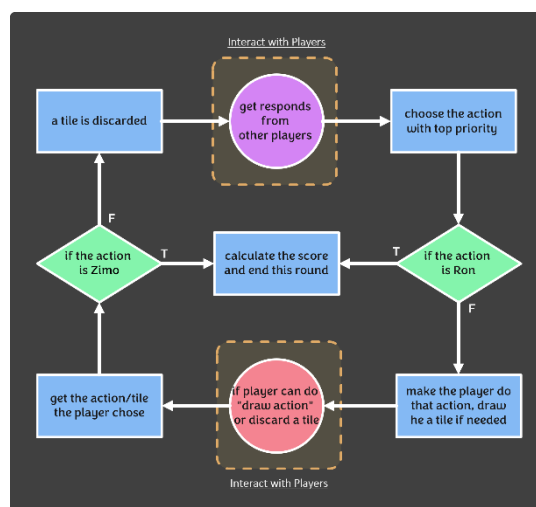 Interact with Players
a tile is discarded
get responds
from
other players
choose the action
with top priority
F
if the action
is Zimo
T
calculate the score
and end this round
T
if the action
is Ron
F
get the action/tile
the player chose
if player can do
"draw action"
or discard a tile
make the player do
that action, draw
he a tile if needed
Interact with Players